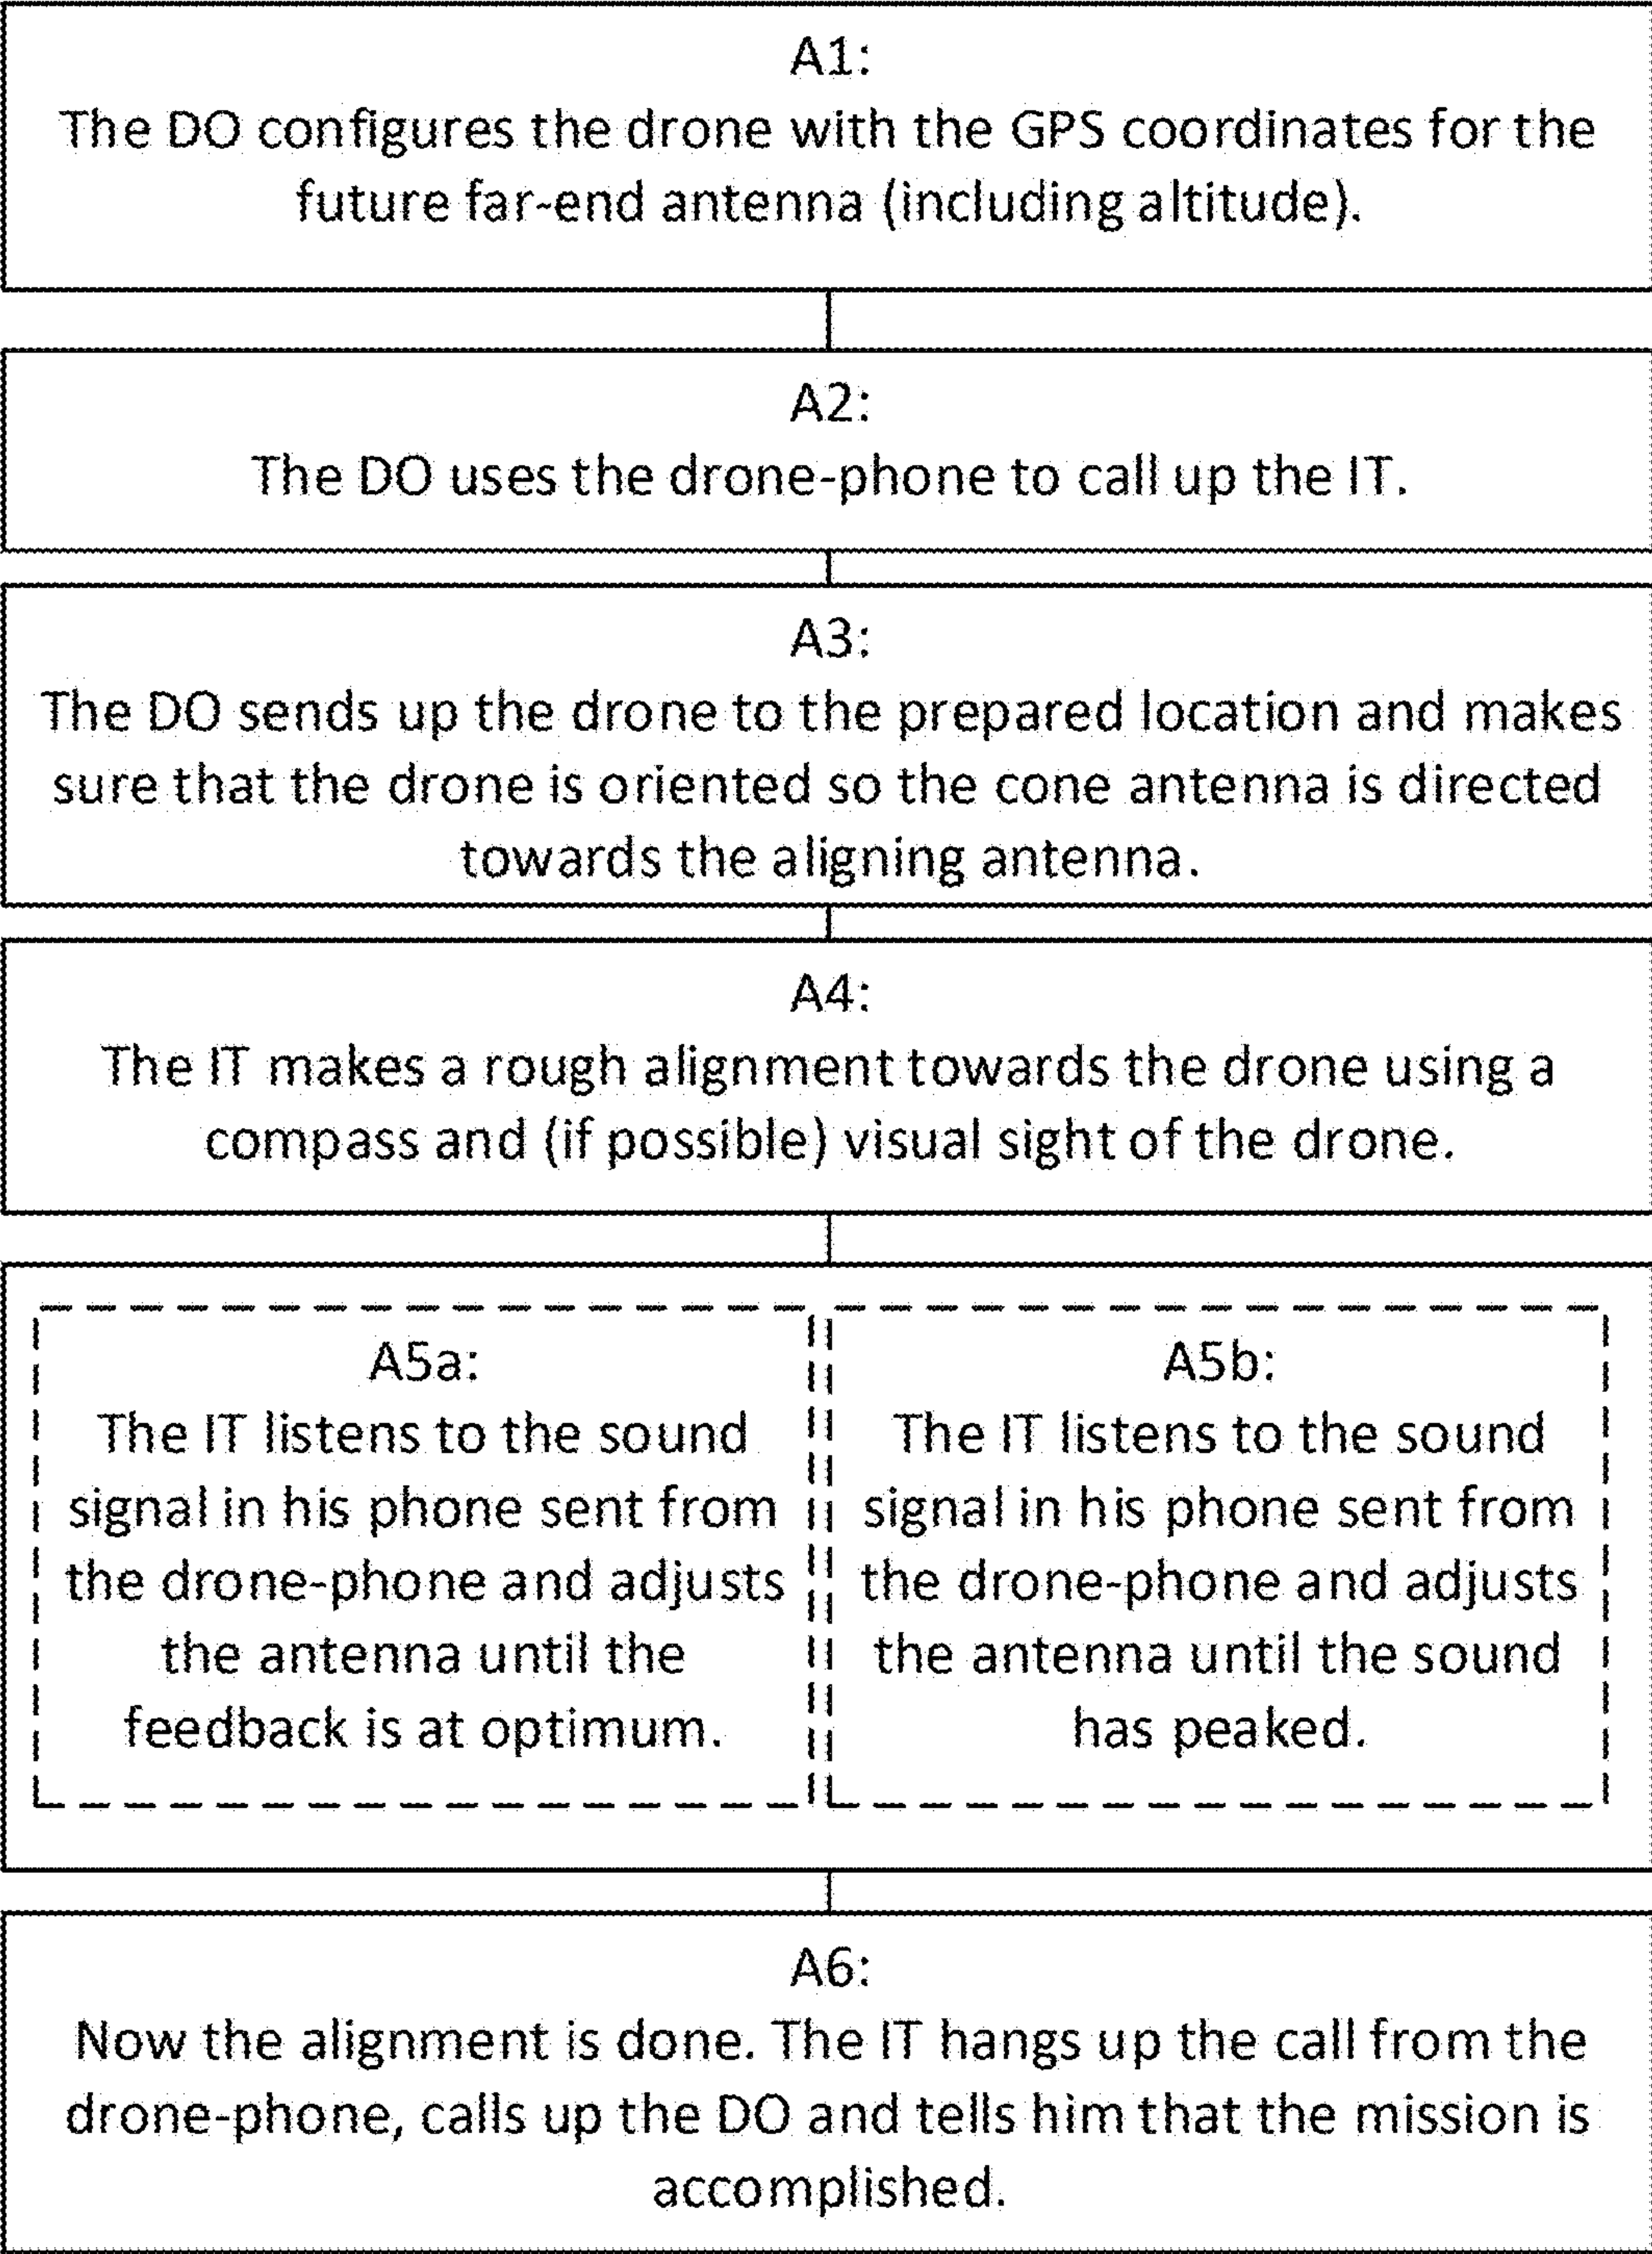 A1:
The DO configures the drone with the GPS coordinates for the
future far-end antenna (including altitude).
A2:
The DO uses the drone-phone to call up the IT.
A3:
The DO sends up the drone to the prepared location and makes
sure that the drone is oriented so the cone antenna is directed
towards the aligning antenna.
A4:
The IT makes a rough alignment towards the drone using a
compass and (if possible) visual sight of the drone.
A5a:
The IT listens to the sound
signal in his phone sent from
the drone-phone and adjusts
the antenna until the
feedback is at optimum.
A5b:
The IT listens to the sound
signal in his phone sent from
the drone-phone and adjusts
the antenna until the sound
has peaked.
A6:
Now the alignment is done. The IT hangs up the call from the
drone-phone, calls up the DO and tells him that the mission is
accomplished.